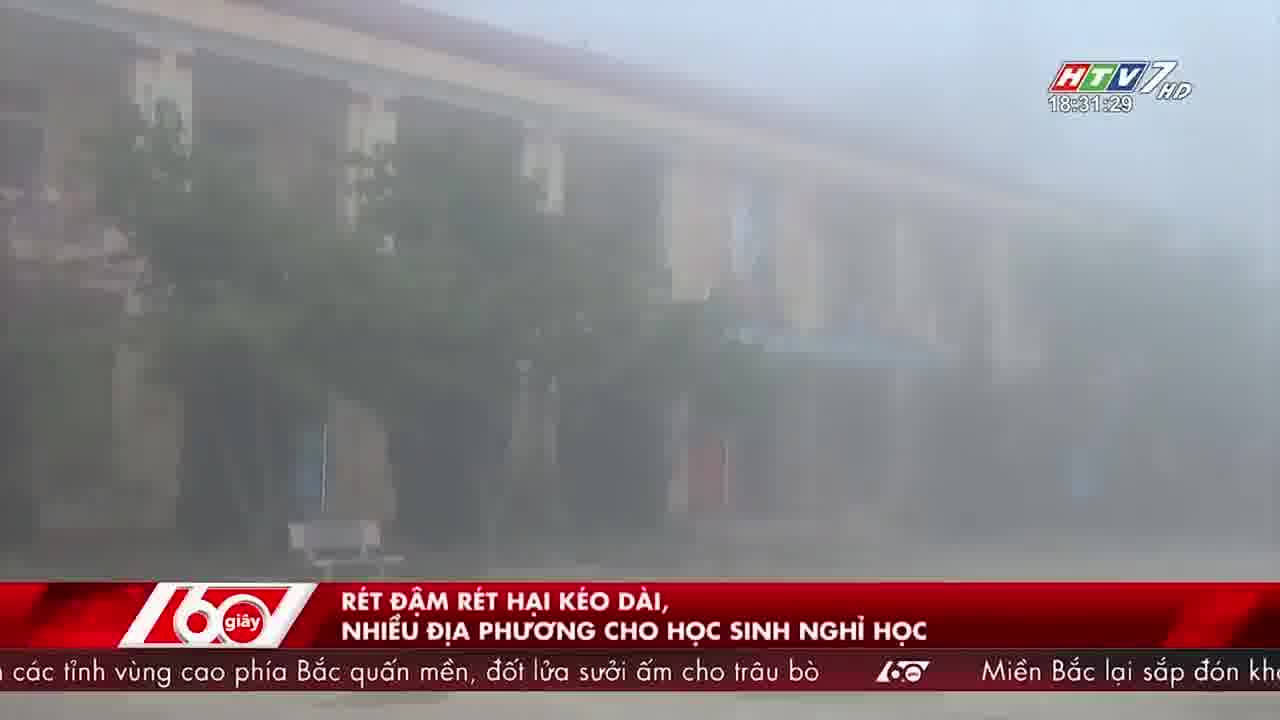 HTV7 HD
18:31:29
60 giây
RÉT ĐẬM RÉT HẠI KÉO DÀI,
NHIỀU ĐỊA PHƯƠNG CHO HỌC SINH NGHỈ HỌC
các tỉnh vùng cao phía Bắc quấn mền, đốt lửa sưởi ấm cho trâu bò 60 giây Miền Bắc lại sắp đón